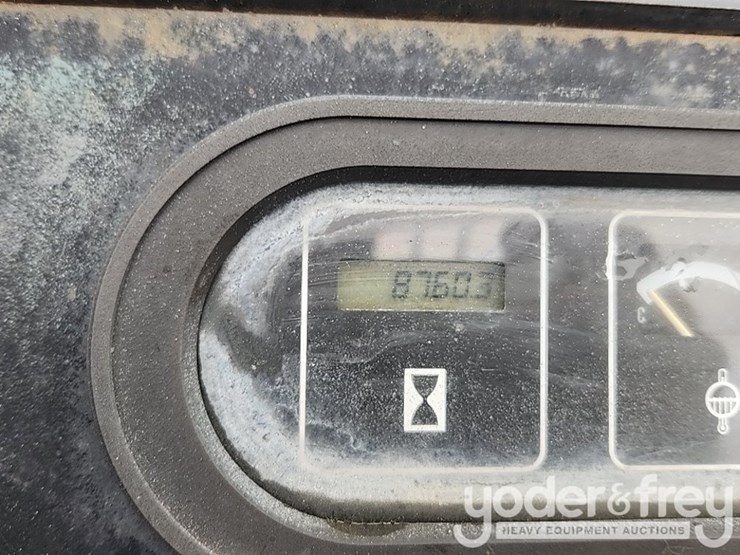 87603
C
yoder&frey
HEAVY EQUIPMENT AUCTIONS